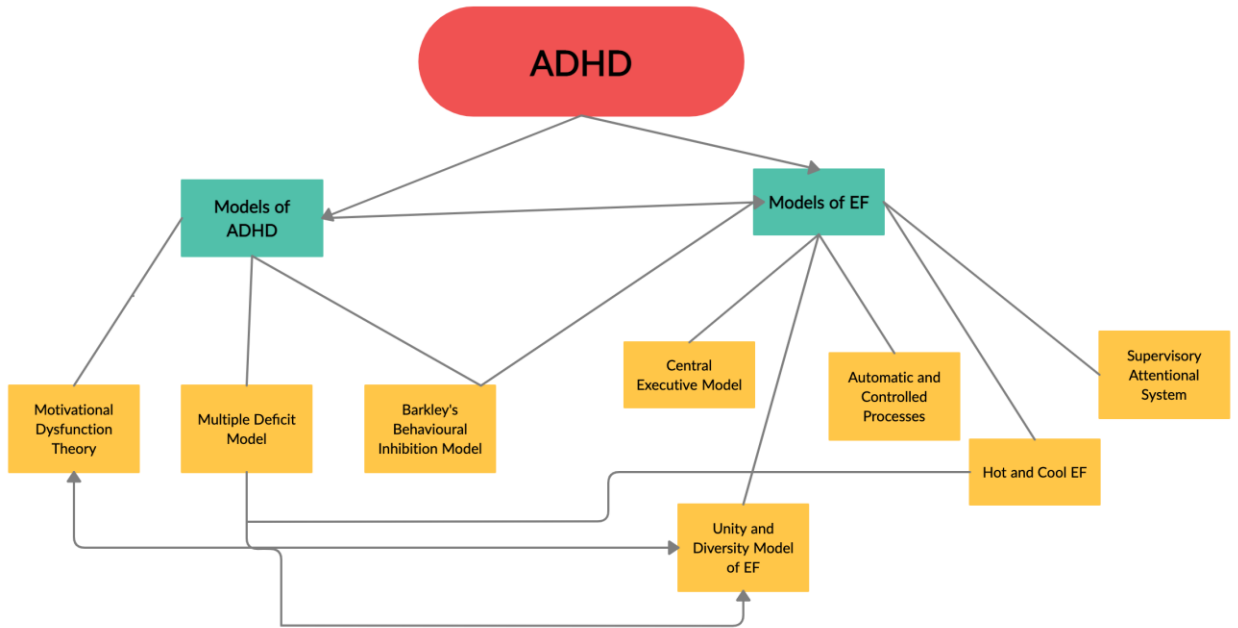 ADHD
Models of
ADHD
Models of EF
Motivational
Dysfunction
Theory
Multiple Deficit
Model
Barkley's
Behavioural
Inhibition Model
Central
Executive Model
Automatic and
Controlled
Processes
Supervisory
Attentional
System
Hot and Cool EF
Unity and
Diversity Model
of EF